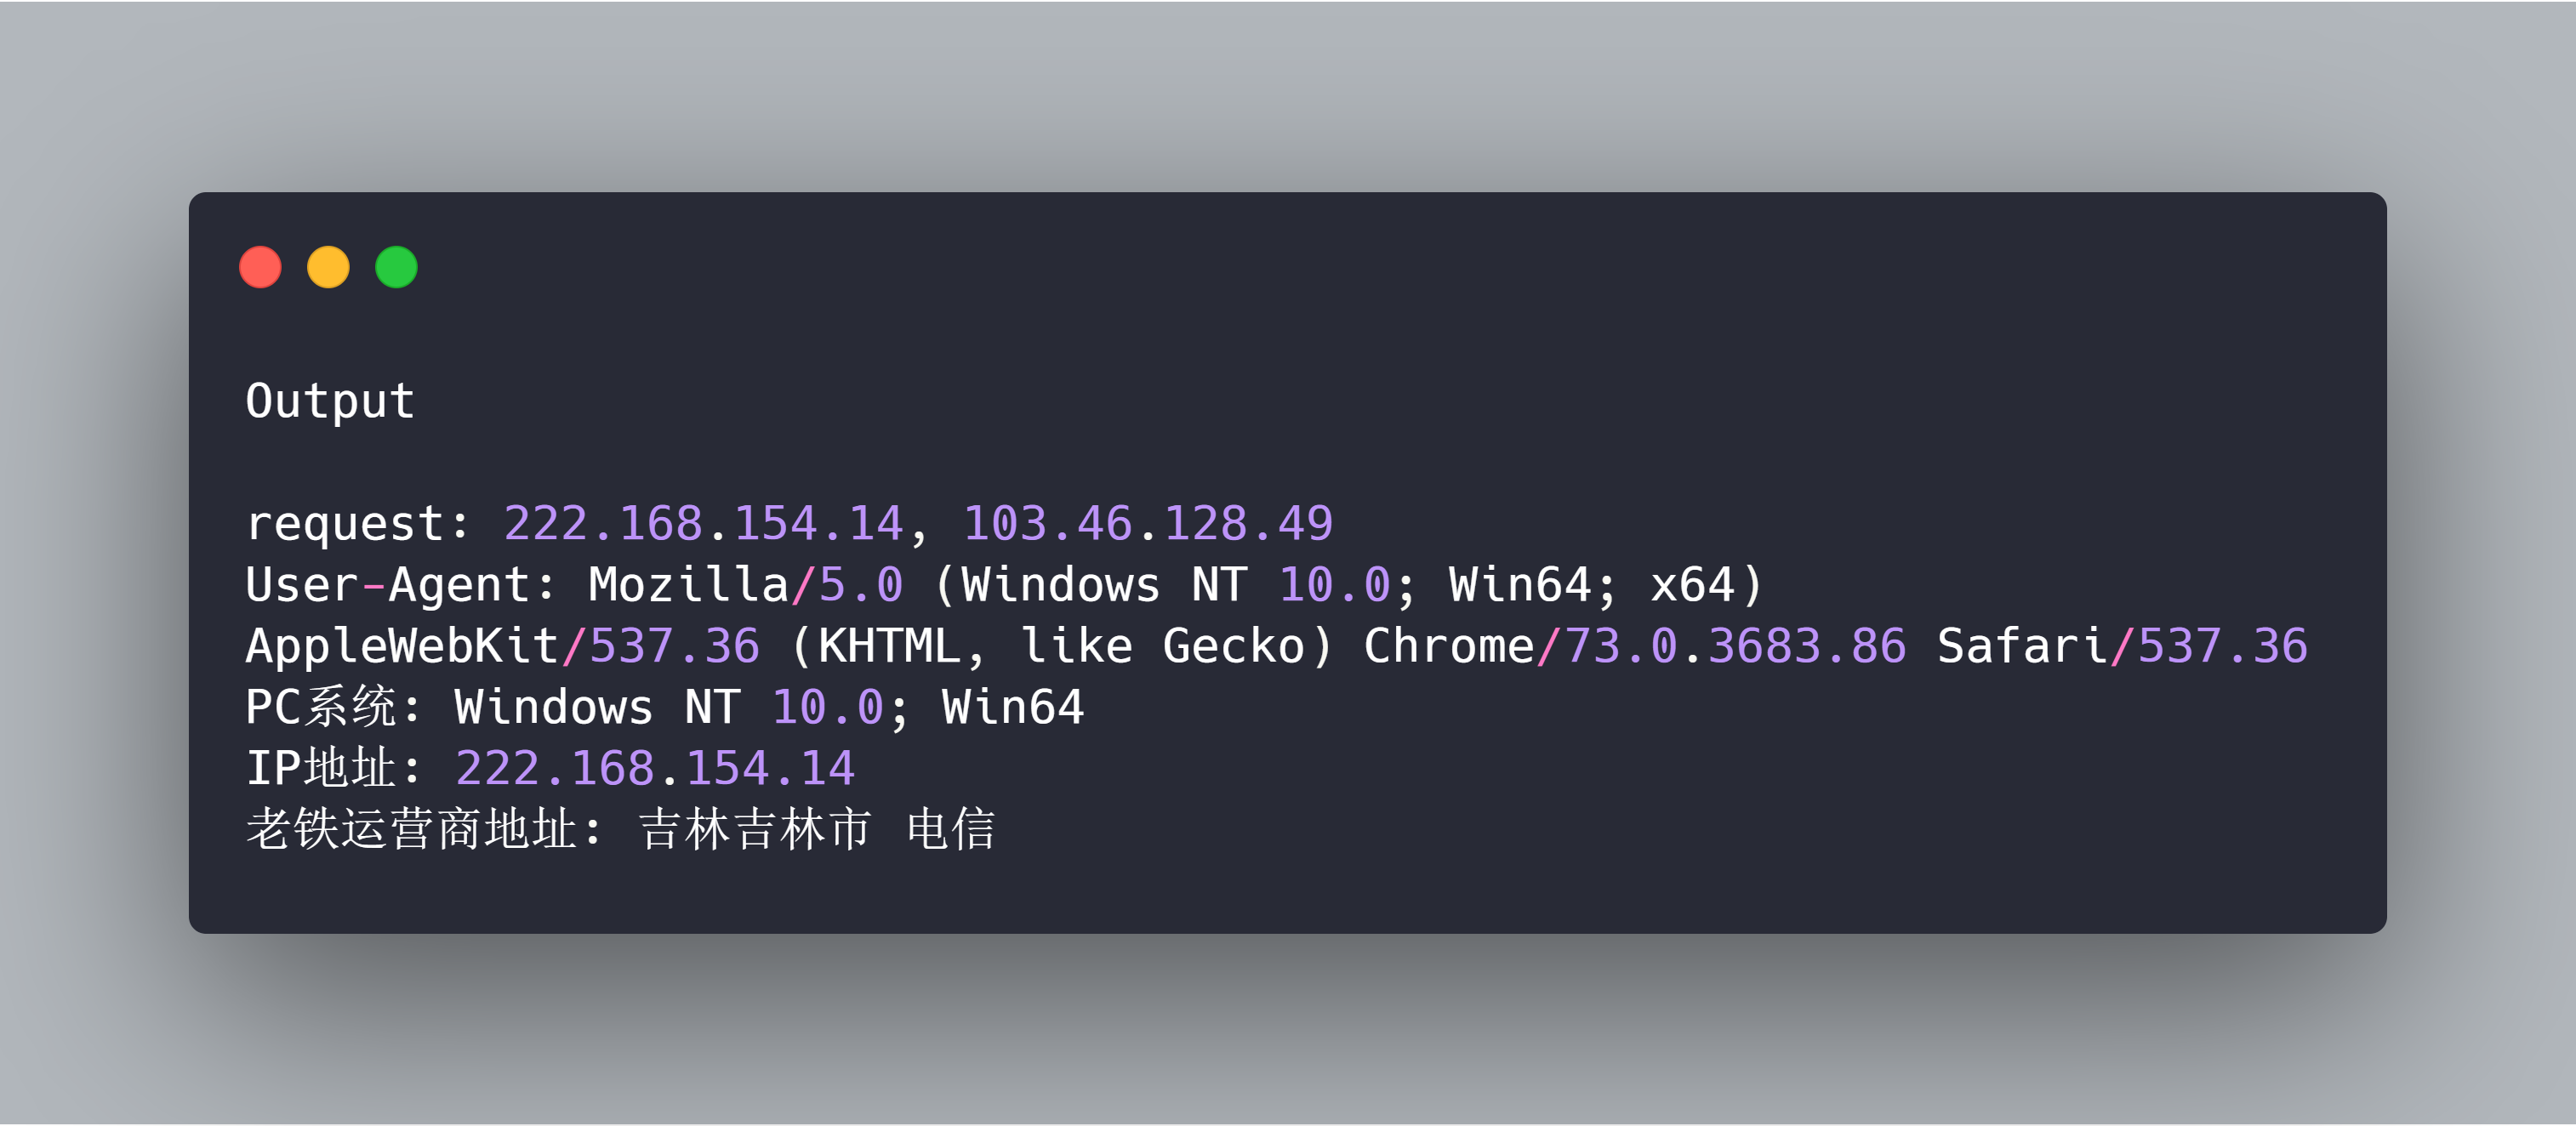 Output
request: 222.168.154.14, 103.46.128.49
User-Agent: Mozilla/5.0 (Windows NT 10.0; Win64; x64)
AppleWebKit/537.36 (KHTML, like Gecko) Chrome/73.0.3683.86 Safari/537.36
PC系统: Windows NT 10.0; Win64
IP地址: 222.168.154.14
老铁运营商地址: 吉林吉林市 电信